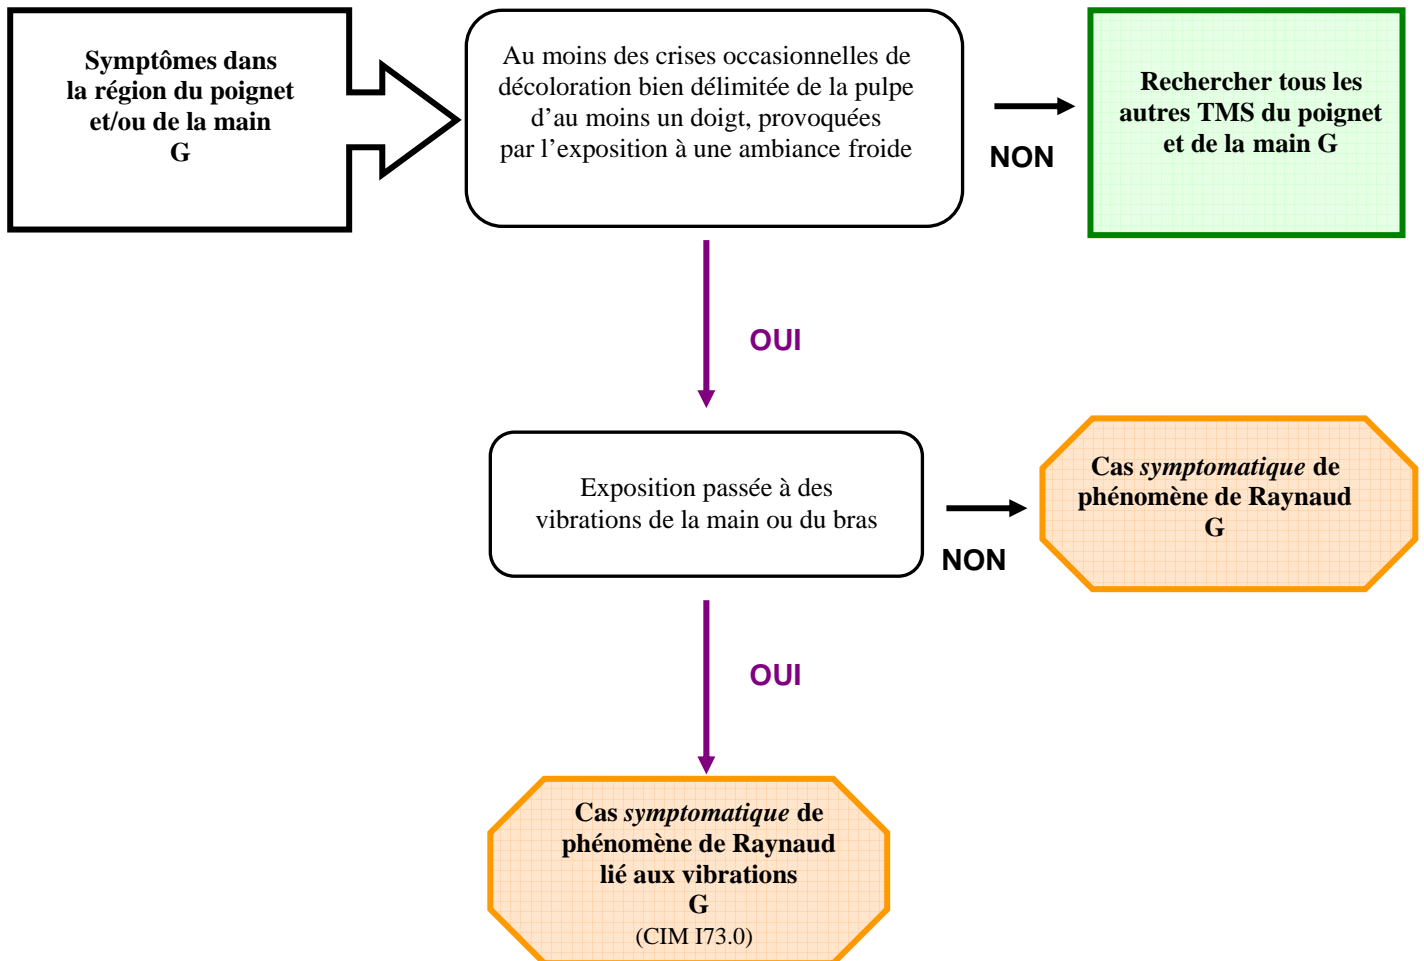 Symptômes dans
la région du poignet
et/ou de la main
G
Au moins des crises occasionnelles de
décoloration bien délimitée de la pulpe
d’au moins un doigt, provoquées
par l’exposition à une ambiance froide
NON
Rechercher tous les
autres TMS du poignet
et de la main G
OUI
Exposition passée à des
vibrations de la main ou du bras
NON
Cas symptomatique de
phénomène de Raynaud
G
OUI
Cas symptomatique de
phénomène de Raynaud
lié aux vibrations
G
(CIM I73.0)